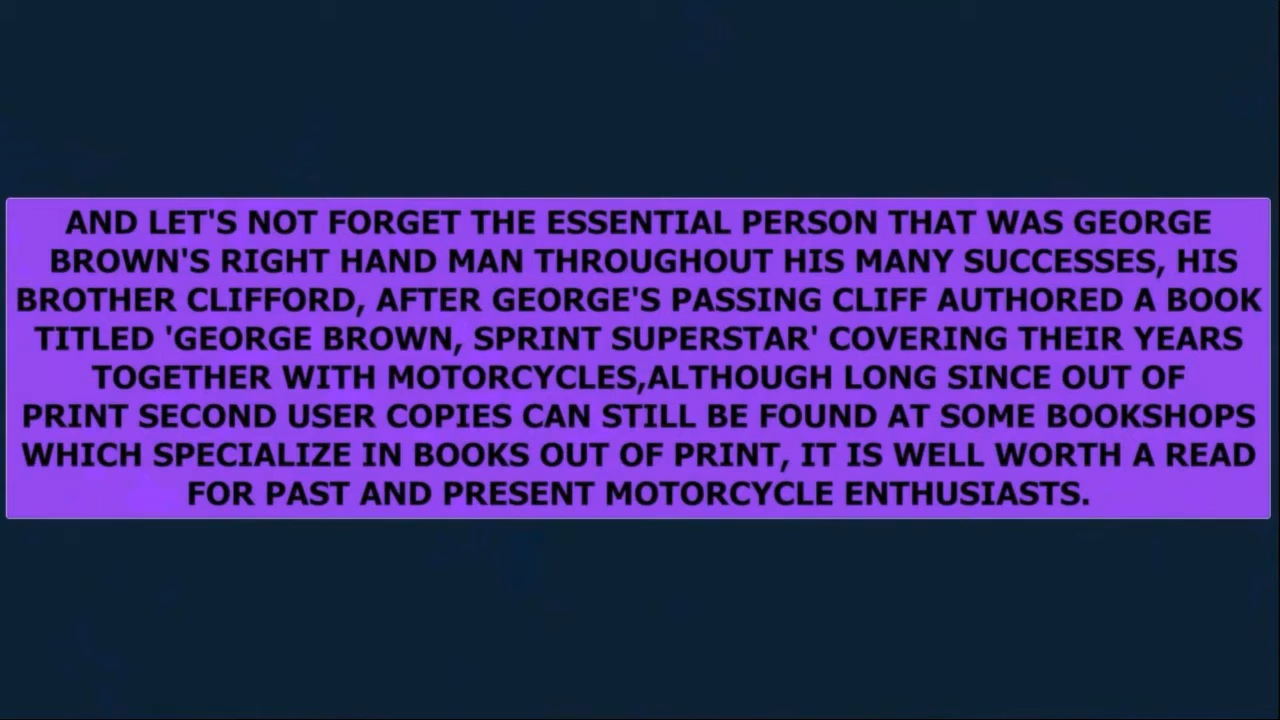 AND LET'S NOT FORGET THE ESSENTIAL PERSON THAT WAS GEORGE
BROWN'S RIGHT HAND MAN THROUGHOUT HIS MANY SUCCESSES, HIS
BROTHER CLIFFORD, AFTER GEORGE'S PASSING CLIFF AUTHORED A BOOK
TITLED 'GEORGE BROWN, SPRINT SUPERSTAR' COVERING THEIR YEARS
TOGETHER WITH MOTORCYCLES,ALTHOUGH LONG SINCE OUT OF
PRINT SECOND USER COPIES CAN STILL BE FOUND AT SOME BOOKSHOPS
WHICH SPECIALIZE IN BOOKS OUT OF PRINT, IT IS WELL WORTH A READ
FOR PAST AND PRESENT MOTORCYCLE ENTHUSIASTS.